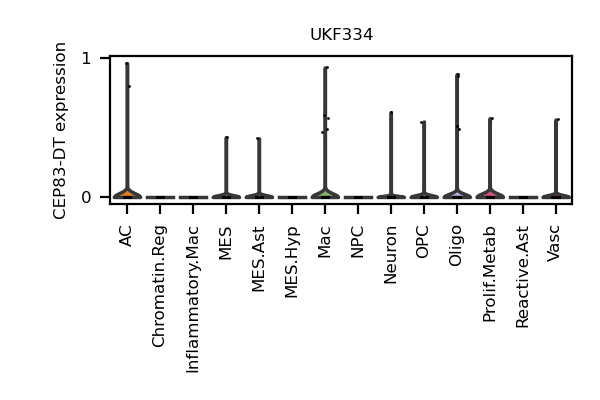 UKF334
CEP83-DT expression
1
0
AC
Chromatin.Reg
Inflammatory.Mac
MES
MES.Ast
MES.Hyp
Mac
NPC
Neuron
OPC
Oligo
Prolif.Metab
Reactive.Ast
Vasc